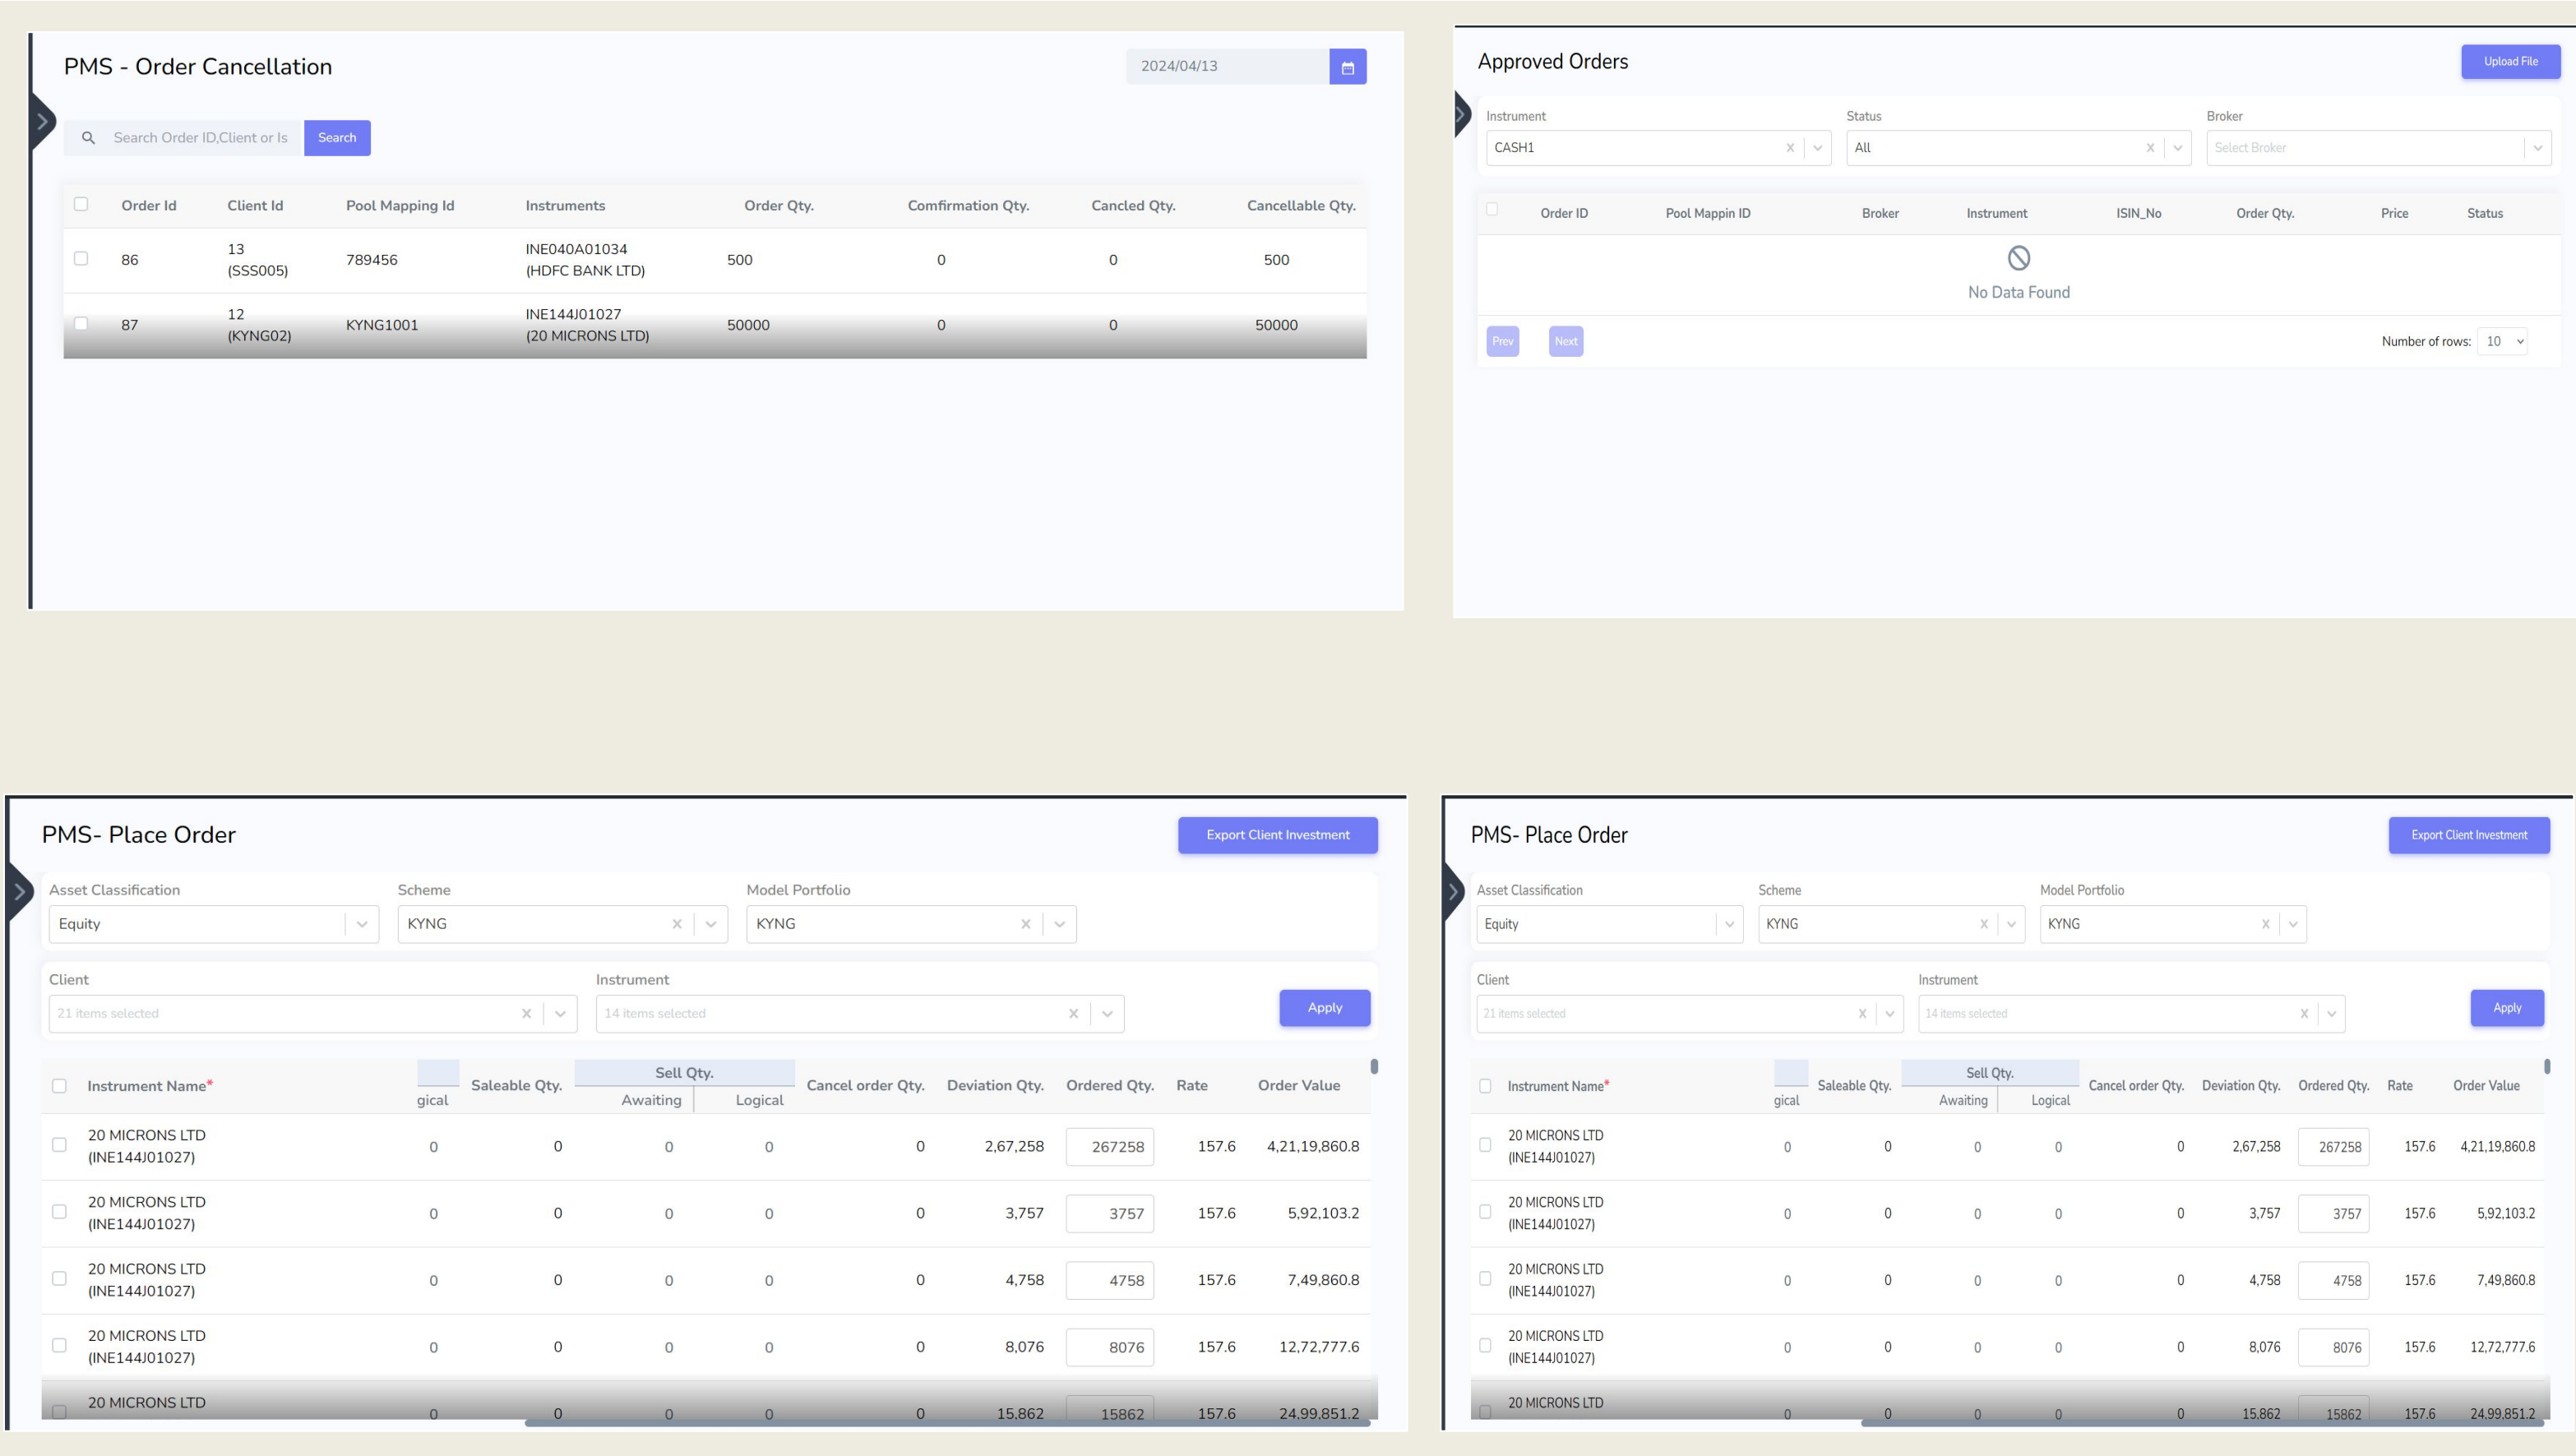 PMS - Order Cancellation
2024/04/13
Search Order ID,Client or Is Search
Order Id Client Id Pool Mapping Id Instruments Order Qty. Comfirmation Qty. Cancled Qty. Cancellable Qty.
86 13 (SSS005) 789456 INE040A01034 (HDFC BANK LTD) 500 0 0 500
87 12 (KYNG02) KYNG1001 INE144J01027 (20 MICRONS LTD) 50000 0 0 50000
Approved Orders
Upload File
Instrument Status Broker
CASH1 x All x Select Broker
Order ID Pool Mappin ID Broker Instrument ISIN_No Order Qty. Price Status
No Data Found
Prev Next Number of rows: 10
PMS- Place Order
Export Client Investment
Asset Classification Scheme Model Portfolio
Equity KYNG x KYNG x
Client Instrument
21 items selected x 14 items selected x Apply
Instrument Name* gical Saleable Qty. Sell Qty. Awaiting Logical Cancel order Qty. Deviation Qty. Ordered Qty. Rate Order Value
20 MICRONS LTD (INE144J01027) 0 0 0 0 0 2,67,258 267258 157.6 4,21,19,860.8
20 MICRONS LTD (INE144J01027) 0 0 0 0 0 3,757 3757 157.6 5,92,103.2
20 MICRONS LTD (INE144J01027) 0 0 0 0 0 4,758 4758 157.6 7,49,860.8
20 MICRONS LTD (INE144J01027) 0 0 0 0 0 8,076 8076 157.6 12,72,777.6
20 MICRONS LTD 0 0 0 0 0 15,862 15862 157.6 24,99,851.2
PMS- Place Order
Export Client Investment
Asset Classification Scheme Model Portfolio
Equity KYNG x KYNG x
Client Instrument
21 items selected x 14 items selected x Apply
Instrument Name* gical Saleable Qty. Sell Qty. Awaiting Logical Cancel order Qty. Deviation Qty. Ordered Qty. Rate Order Value
20 MICRONS LTD (INE144J01027) 0 0 0 0 0 2,67,258 267258 157.6 4,21,19,860.8
20 MICRONS LTD (INE144J01027) 0 0 0 0 0 3,757 3757 157.6 5,92,103.2
20 MICRONS LTD (INE144J01027) 0 0 0 0 0 4,758 4758 157.6 7,49,860.8
20 MICRONS LTD (INE144J01027) 0 0 0 0 0 8,076 8076 157.6 12,72,777.6
20 MICRONS LTD 0 0 0 0 0 15,862 15862 157.6 24,99,851.2